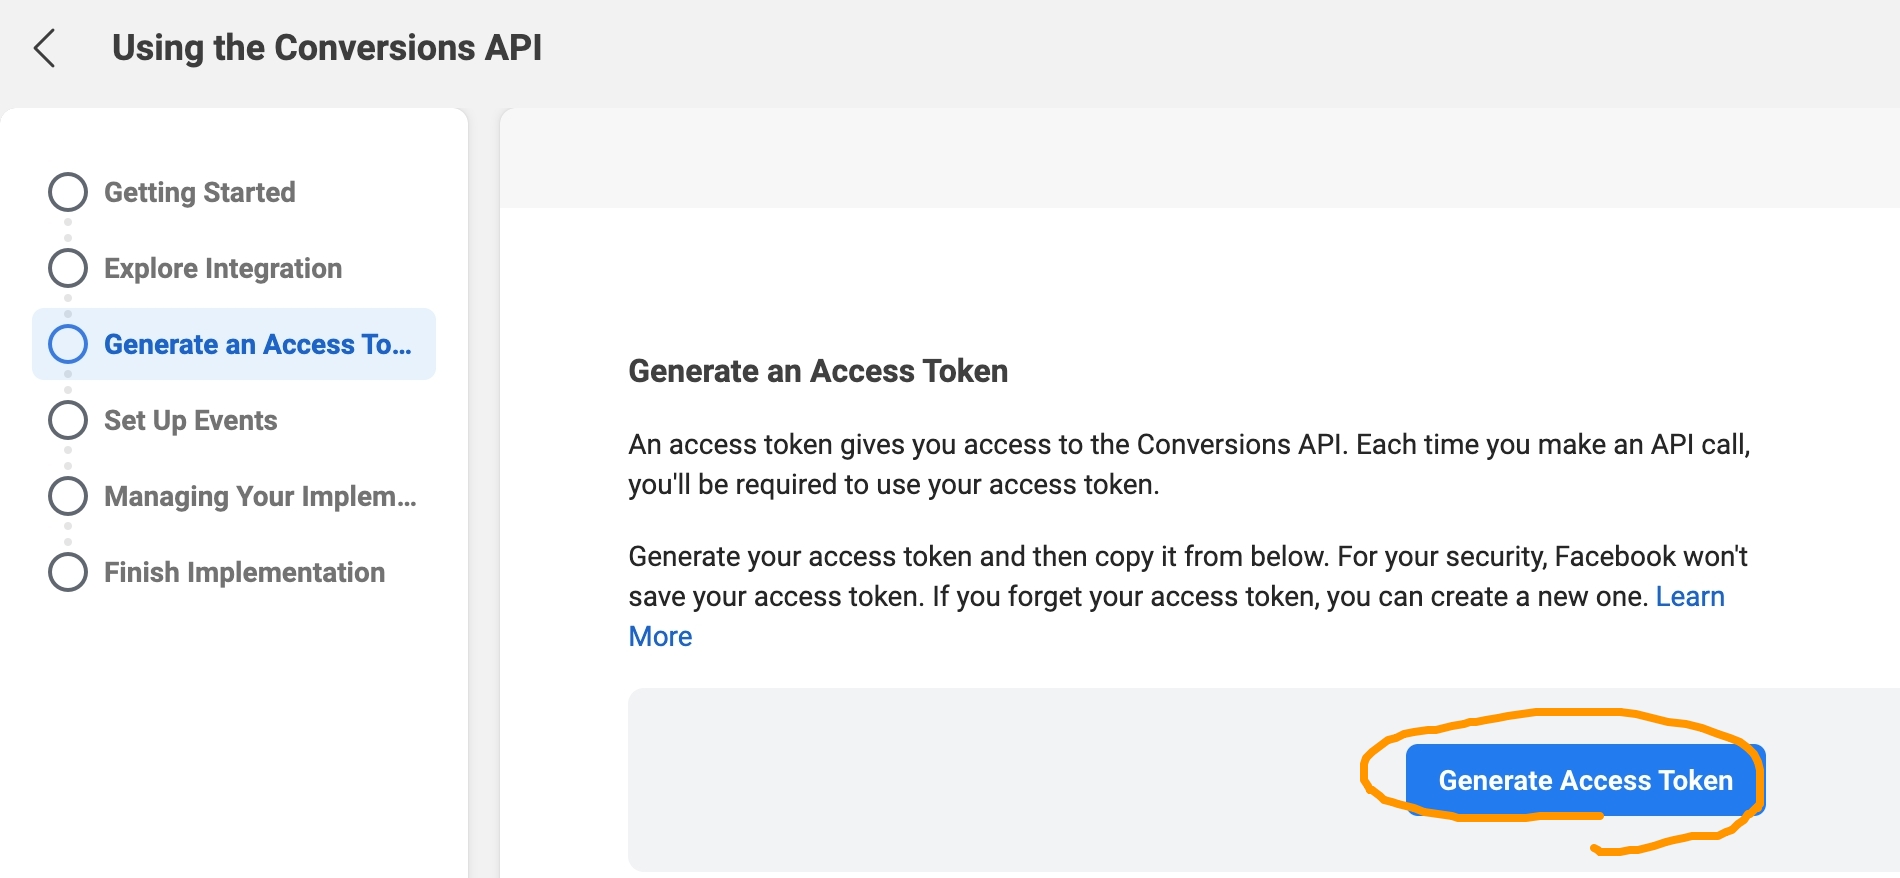 Using the Conversions API
Getting Started
Explore Integration
Generate an Access To...
Set Up Events
Managing Your Implem...
Finish Implementation
Generate an Access Token
An access token gives you access to the Conversions API. Each time you make an API call,
you'll be required to use your access token.
Generate your access token and then copy it from below. For your security, Facebook won't
save your access token. If you forget your access token, you can create a new one. Learn
More
Generate Access Token